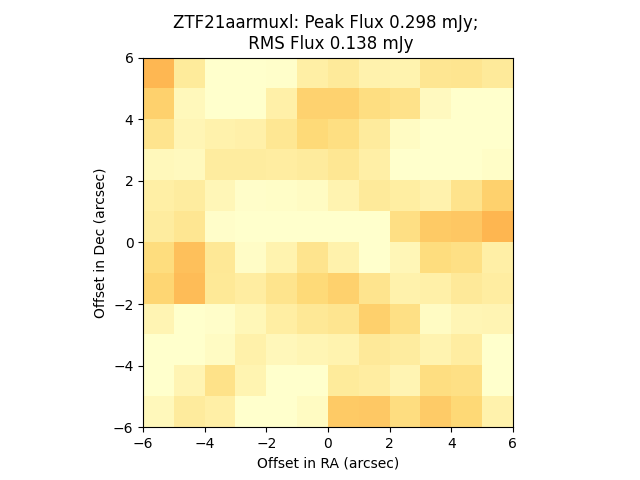 ZTF21aarmuxl: Peak Flux 0.298 mJy;
RMS Flux 0.138 mJy
6
4
2
0
−2
−4
−6
Offset in Dec (arcsec)
−6 −4 −2 0 2 4 6
Offset in RA (arcsec)